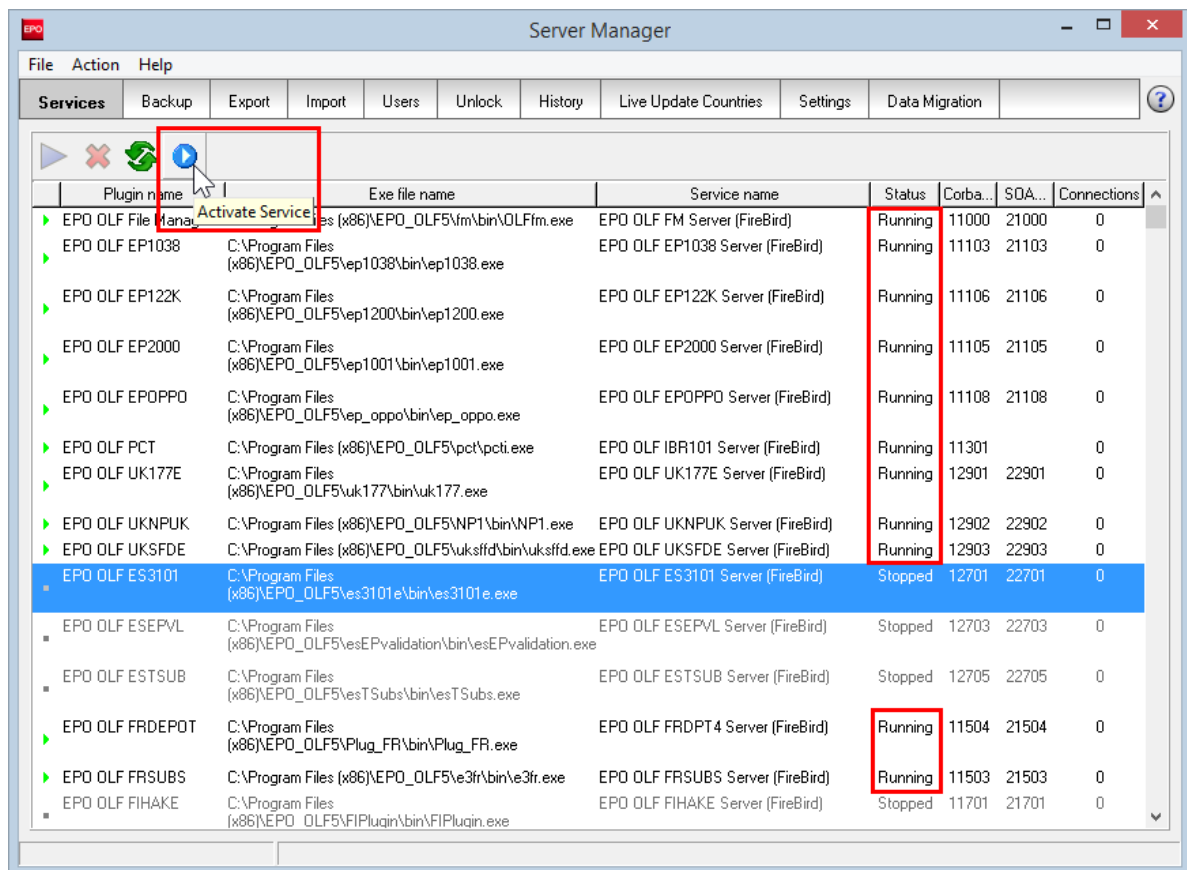 EPO
Server Manager
File Action Help
Services Backup Export Import Users Unlock History Live Update Countries Settings Data Migration ?
Plugin name Exe file name Service name Status Corba... SOA... Connections
Activate Service
EPO OLF File Manag es (x86)\EPO_OLF5\fm\bin\OLFfm.exe EPO OLF FM Server (FireBird) Running 11000 21000 0
EPO OLF EP1038 C:\Program Files EPO OLF EP1038 Server (FireBird) Running 11103 21103 0
(x86)\EPO_OLF5\ep1038\bin\ep1038.exe
EPO OLF EP122K C:\Program Files EPO OLF EP122K Server (FireBird) Running 11106 21106 0
(x86)\EPO_OLF5\ep1200\bin\ep1200.exe
EPO OLF EP2000 C:\Program Files EPO OLF EP2000 Server (FireBird) Running 11105 21105 0
(x86)\EPO_OLF5\ep1001\bin\ep1001.exe
EPO OLF EPOPPO C:\Program Files EPO OLF EPOPPO Server (FireBird) Running 11108 21108 0
(x86)\EPO_OLF5\ep_oppo\bin\ep_oppo.exe
EPO OLF PCT C:\Program Files (x86)\EPO_OLF5\pct\pcti.exe EPO OLF IBR101 Server (FireBird) Running 11301 0
EPO OLF UK177E C:\Program Files EPO OLF UK177E Server (FireBird) Running 12901 22901 0
(x86)\EPO_OLF5\uk177\bin\uk177.exe
EPO OLF UKNPUK C:\Program Files (x86)\EPO_OLF5\NP1\bin\NP1.exe EPO OLF UKNPUK Server (FireBird) Running 12902 22902 0
EPO OLF UKSFDE C:\Program Files (x86)\EPO_OLF5\uksffd\bin\uksffd.exe EPO OLF UKSFDE Server (FireBird) Running 12903 22903 0
EPO OLF ES3101 C:\Program Files EPO OLF ES3101 Server (FireBird) Stopped 12701 22701 0
(x86)\EPO_OLF5\es3101e\bin\es3101e.exe
EPO OLF ESEPVL C:\Program Files EPO OLF ESEPVL Server (FireBird) Stopped 12703 22703 0
(x86)\EPO_OLF5\esEPvalidation\bin\esEPvalidation.exe
EPO OLF ESTSUB C:\Program Files EPO OLF ESTSUB Server (FireBird) Stopped 12705 22705 0
(x86)\EPO_OLF5\esTSubs\bin\esTSubs.exe
EPO OLF FRDEPOT C:\Program Files EPO OLF FRDPT4 Server (FireBird) Running 11504 21504 0
(x86)\EPO_OLF5\Plug_FR\bin\Plug_FR.exe
EPO OLF FRSUBS C:\Program Files (x86)\EPO_OLF5\e3fr\bin\e3fr.exe EPO OLF FRSUBS Server (FireBird) Running 11503 21503 0
EPO OLF FIHAKE C:\Program Files EPO OLF FIHAKE Server (FireBird) Stopped 11701 21701 0
(x86)\EPO_OLF5\FIPlugin\bin\FIPlugin.exe